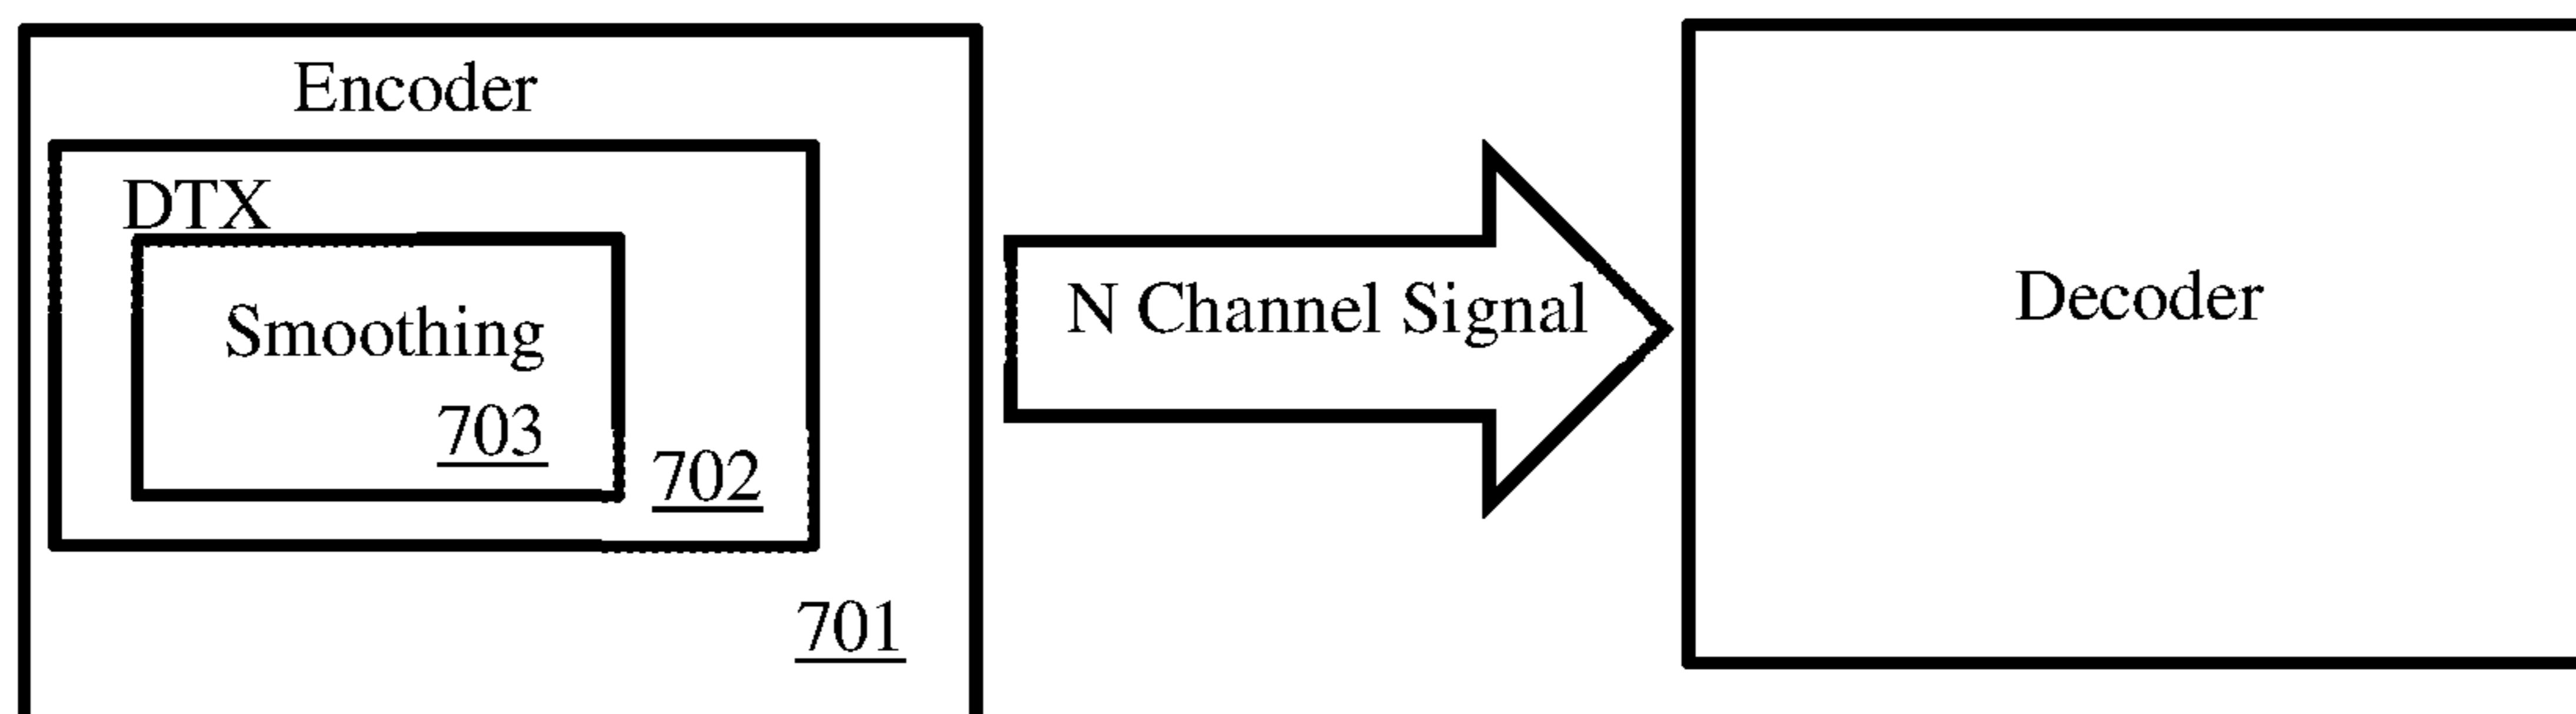 Encoder
DTX
Smoothing
703
702
701
N Channel Signal
Decoder